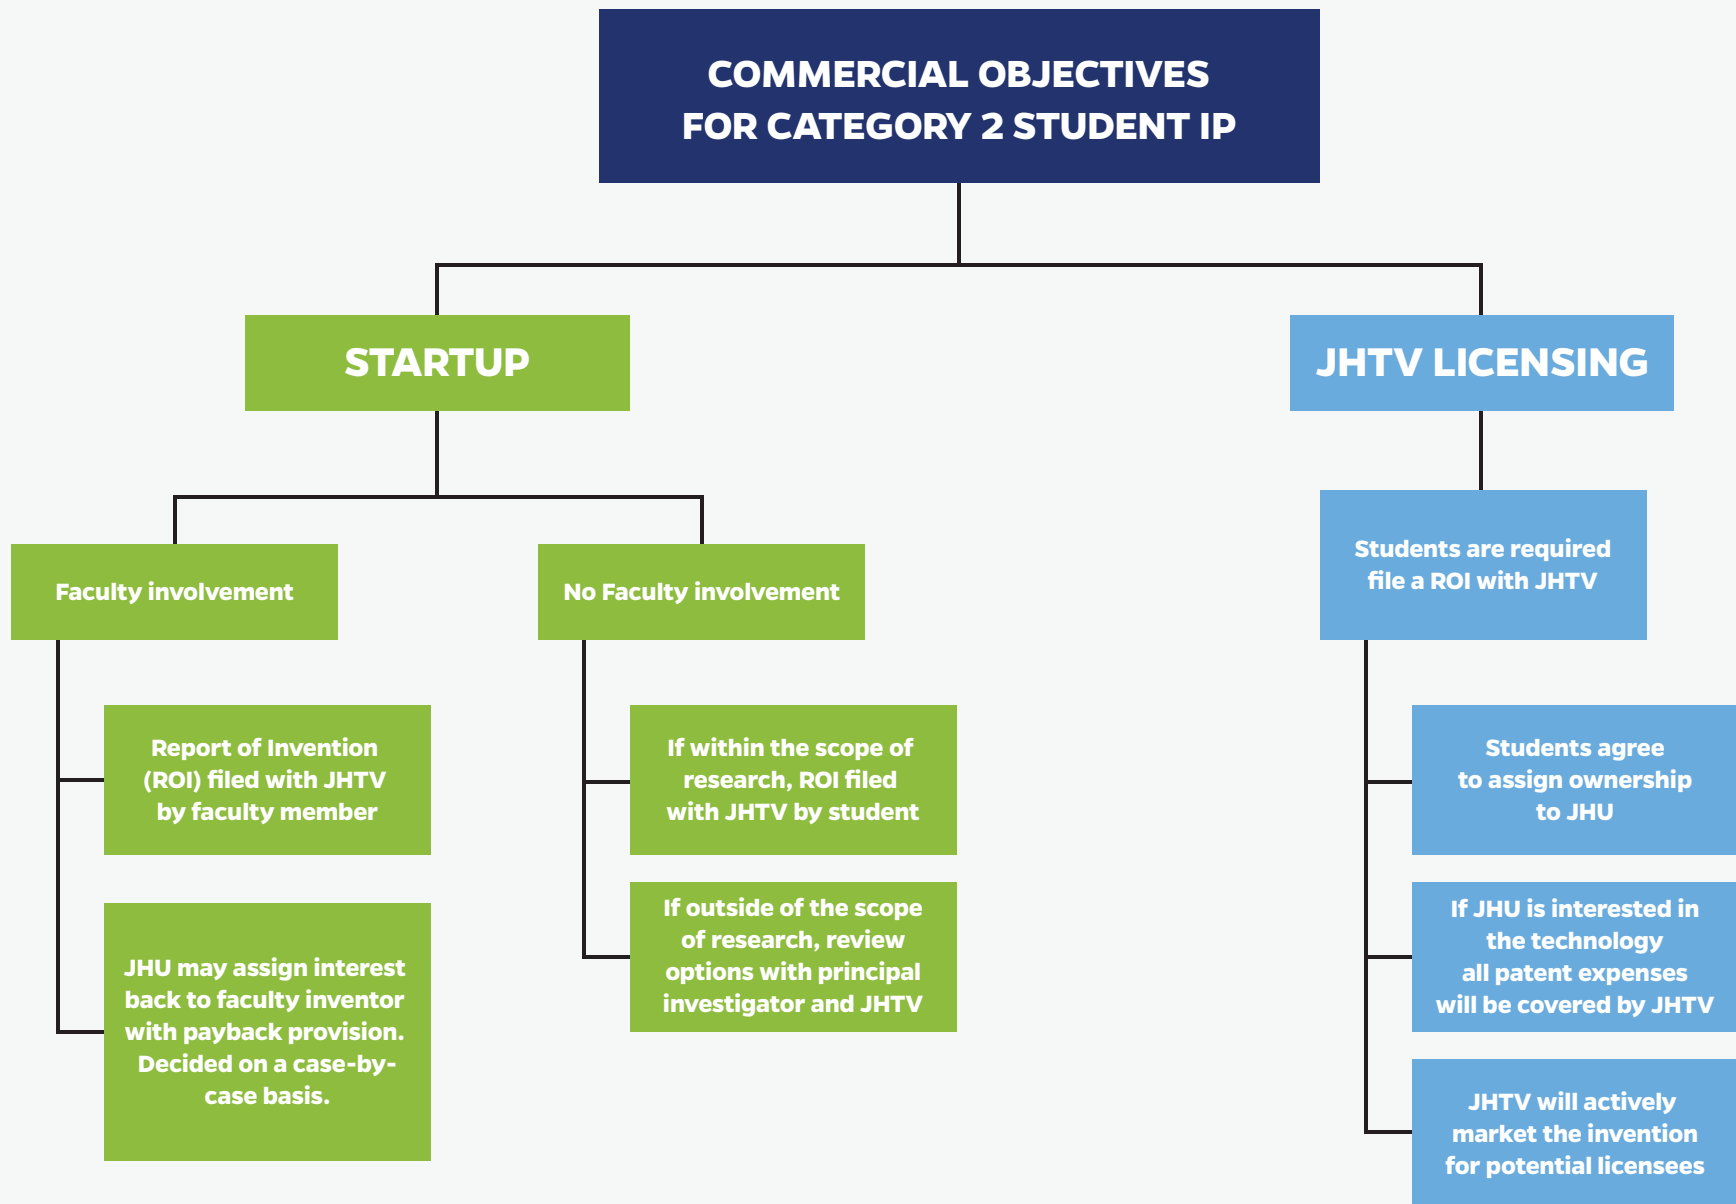 COMMERCIAL OBJECTIVES
FOR CATEGORY 2 STUDENT IP
STARTUP
Faculty involvement
Report of Invention
(ROI) filed with JHTV
by faculty member
JHU may assign interest
back to faculty inventor
with payback provision.
Decided on a case-by-
case basis.
No Faculty involvement
If within the scope of
research, ROI filed
with JHTV by student
If outside of the scope
of research, review
options with principal
investigator and JHTV
JHTV LICENSING
Students are required
file a ROI with JHTV
Students agree
to assign ownership
to JHU
If JHU is interested in
the technology
all patent expenses
will be covered by JHTV
JHTV will actively
market the invention
for potential licensees